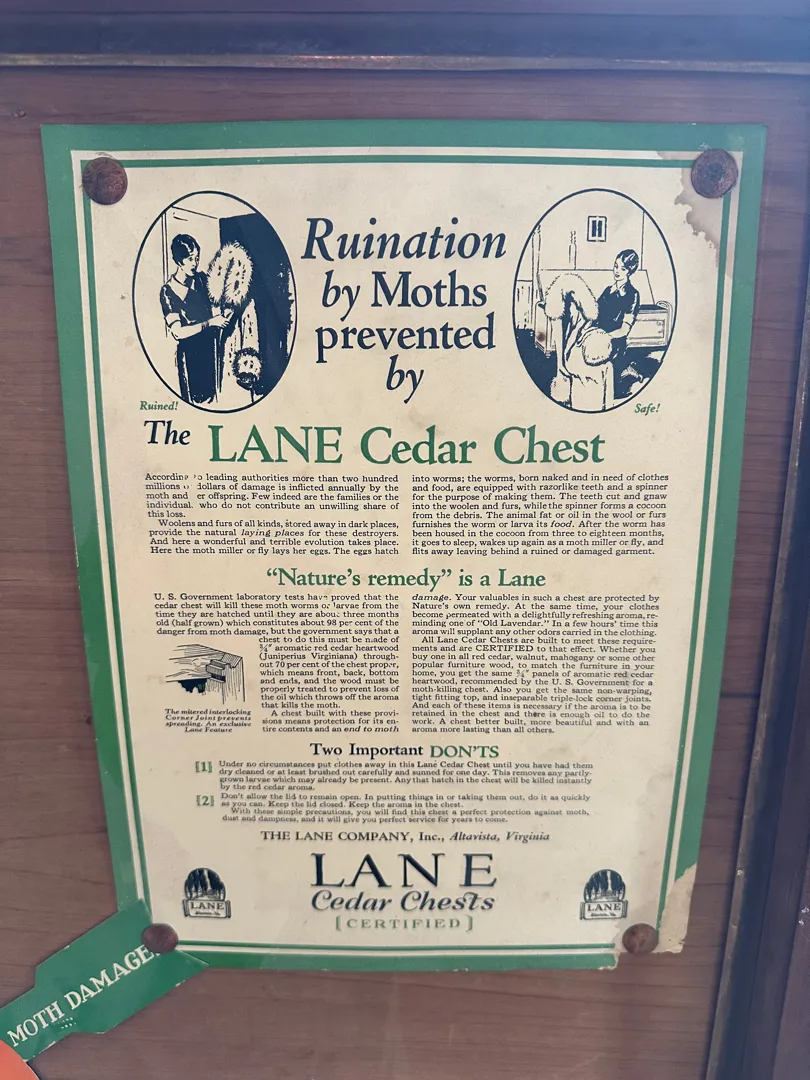 Ruination
by Moths
prevented
by
Ruined!
Safe!
The LANE Cedar Chest
to leading authorities more than two hundred
millions dollars of damage is inflicted annually by the
moth and er offspring. Few indeed are the families or the
individual who do not contribute an unwilling share of
this loss.
Woolens and furs of all kinds, stored away in dark places,
provide the natural laying places for these destroyers.
And here a wonderful and terrible evolution takes place.
Here the moth miller or fly lays her eggs. The eggs hatch
into worms; the worms, born naked and in need of clothes
and food, are equipped with razorlike teeth and a spinner
for the purpose of making them. The teeth cut and gnaw
into the woolen and furs, while the spinner forms a cocoon
from the debris. The animal fat or oil in the wool or furs
furnishes the worm or larva its food. After the worm has
been housed in the cocoon from three to eighteen months,
it goes to sleep, wakes up again as a moth miller or fly, and
flits away leaving behind a ruined or damaged garment.
"Nature's remedy" is a Lane
U. S. Government laboratory tests have proved that the
cedar chest will kill these moth worms or larvae from the
time they are hatched until they are about three months
old (half grown) which constitutes about 98 per cent of the
danger from moth damage, but the government says that a
chest to do this must be made of
¾" aromatic red cedar heartwood
(Juniperius Virginiana) through-
out 70 per cent of the chest proper,
which means front, back, bottom
and ends, and the wood must be
properly treated to prevent loss of
the oil which throws off the aroma
that kills the moth.
A chest built with these provi-
sions means protection for its en-
tire contents and an end to moth
The mitered interlocking
Corner Joint prevents
spreading. An exclusive
Lane Feature
damage. Your valuables in such a chest are protected by
Nature's own remedy. At the same time, your clothes
become permeated with a delightfully refreshing aroma, re-
minding one of "Old Lavendar." In a few hours' time this
aroma will supplant any other odors carried in the clothing.
All Lane Cedar Chests are built to meet these require-
ments and are CERTIFIED to that effect. Whether you
buy one in all red cedar, walnut, mahogany or some other
popular furniture wood, to match the furniture in your
home, you get the same ¾" panels of aromatic red cedar
heartwood, recommended by the U. S. Government for a
moth-killing chest. Also you get the same non-warping,
tight fitting top, and inseparable triple-lock corner joints.
And each of these items is necessary if the aroma is to be
retained in the chest and there is enough oil to do the
work. A chest better built, more beautiful and with an
aroma more lasting than all others.
Two Important DON'TS
[1] Under no circumstances put clothes away in this Lane Cedar Chest until you have had them
dry cleaned or at least brushed out carefully and sunned for one day. This removes any partly-
grown larvae which may already be present. Any that hatch in the chest will be killed instantly
by the red cedar aroma.
[2] Don't allow the lid to remain open. In putting things in or taking them out, do it as quickly
as you can. Keep the lid closed. Keep the aroma in the chest.
With these simple precautions, you will find this chest a perfect protection against moth,
dust and dampness, and it will give you perfect service for years to come.
THE LANE COMPANY, Inc., Altavista, Virginia
LANE
Cedar Chests
[CERTIFIED]
LANE
LANE
MOTH DAMAGE